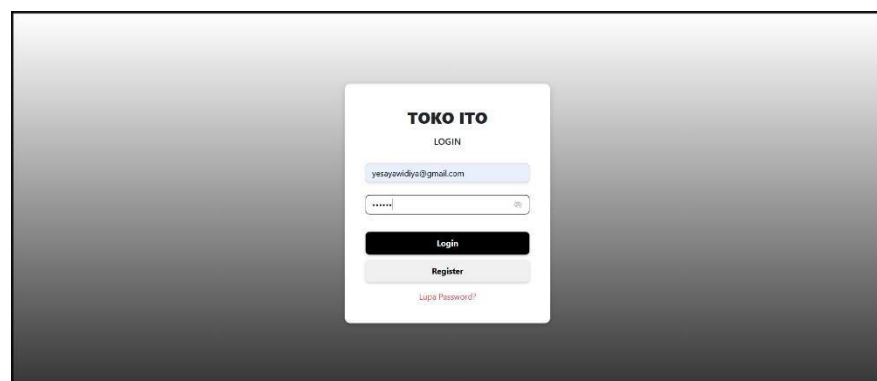 TOKO ITO
LOGIN
yesayawidiya@gmail.com
••••••
Login
Register
Lupa Password?